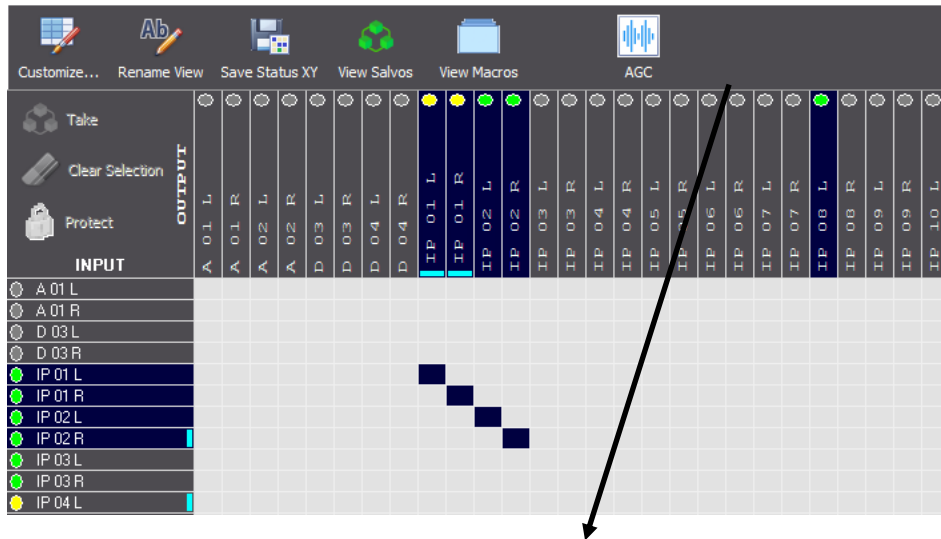 Customize... Rename View Save Status XY View Salvos View Macros AGC
Take
Clear Selection
Protect
OUTPUT
INPUT
A 01 L
A 01 R
A 02 L
A 02 R
D 03 L
D 03 R
D 04 L
D 04 R
IP 01 L
IP 01 R
IP 02 L
IP 02 R
IP 03 L
IP 03 R
IP 04 L
IP 04 R
IP 05 L
IP 05 R
IP 06 L
IP 06 R
IP 07 L
IP 07 R
IP 08 L
IP 08 R
IP 09 L
IP 09 R
IP 10 L
A 01 L
A 01 R
D 03 L
D 03 R
IP 01 L
IP 01 R
IP 02 L
IP 02 R
IP 03 L
IP 03 R
IP 04 L